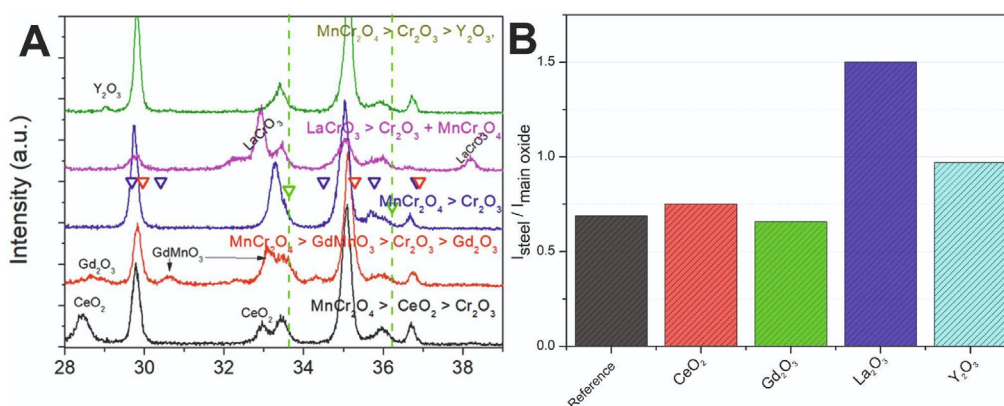 A
MnCr₂O₄ > Cr₂O₃ > Y₂O₃,
Y₂O₃
LaCrO₃
LaCrO₃ > Cr₂O₃ + MnCr₂O₄
LaCrO3
MnCr₂O₄ > Cr₂O₃
MnCr₂O₄ > GdMnO₃ > Cr₂O₃ > Gd₂O₃
Gd₂O₃
GdMnO₃
CeO₂
CeO₂
MnCr₂O₄ > CeO₂ > Cr₂O₃
Intensity (a.u.)
28 30 32 34 36 38
B
I steel / I main oxide
1.5
1.0
0.5
0.0
Reference
CeO₂
Gd₂O₃
La₂O₃
Y₂O₃